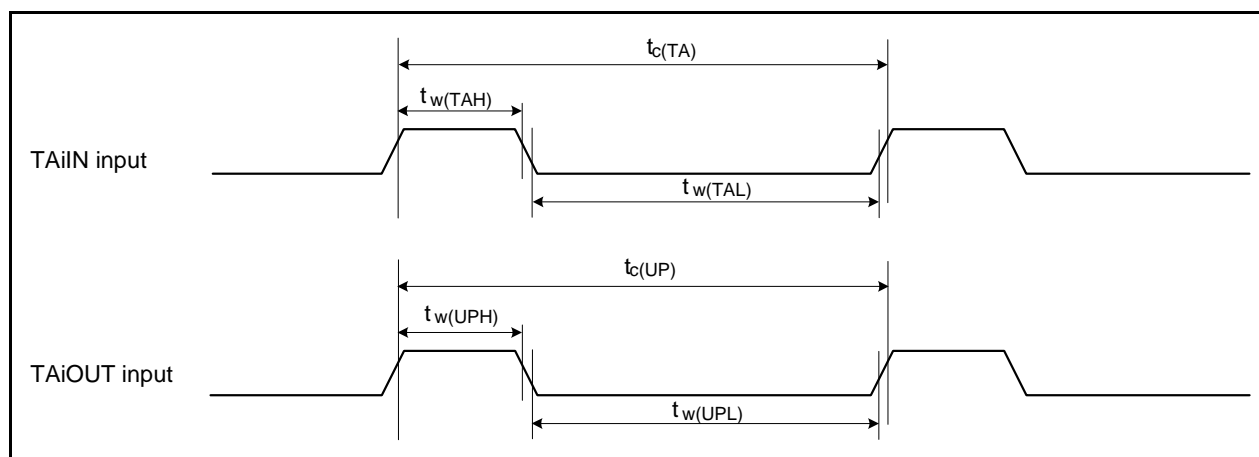 tc(TA)
tw(TAH)
TAiIN input
tw(TAL)
tc(UP)
tw(UPH)
TAiOUT input
tw(UPL)